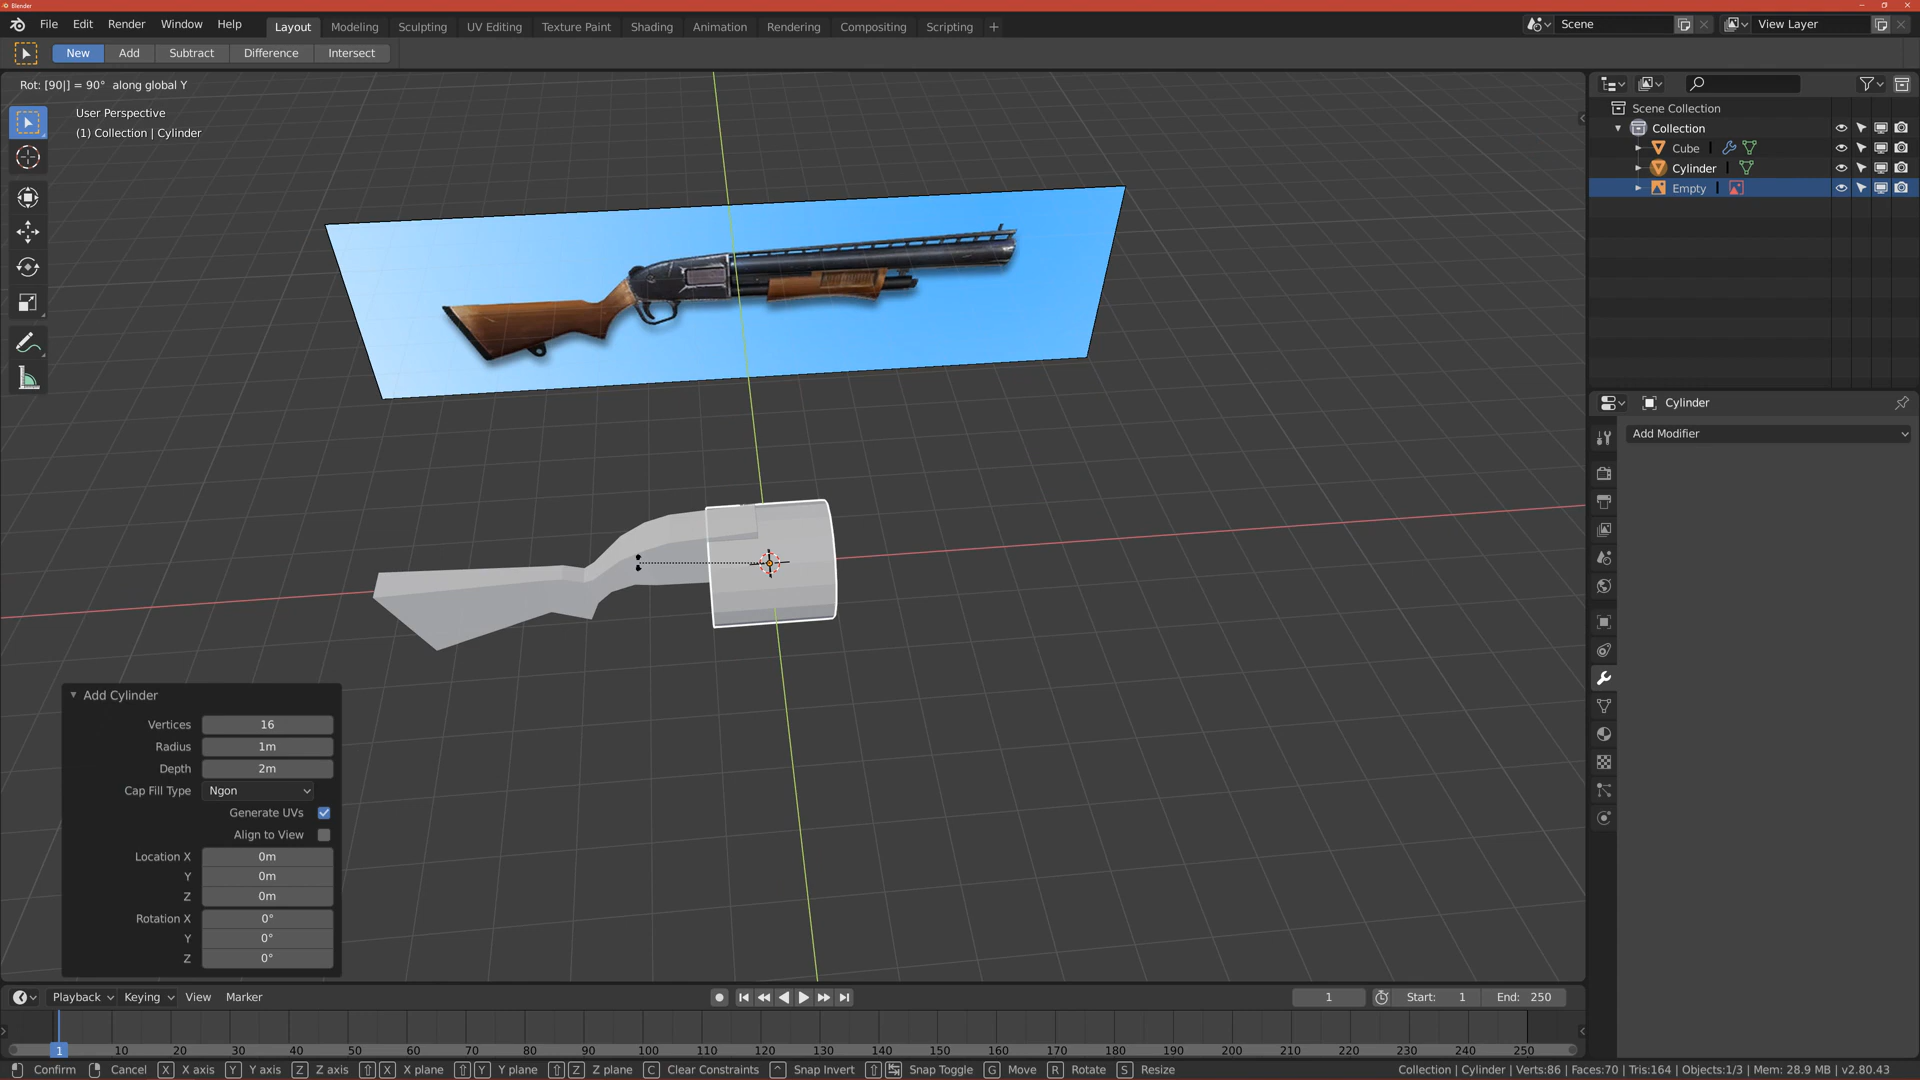 Blender
File Edit Render Window Help Layout Modeling Sculpting UV Editing Texture Paint Shading Animation Rendering Compositing Scripting + Scene View Layer
New Add Subtract Difference Intersect
Rot: [90|] = 90° along global Y
User Perspective
(1) Collection | Cylinder
Scene Collection
Collection
Cube
Cylinder
Empty
Cylinder
Add Modifier
Add Cylinder
Vertices 16
Radius 1m
Depth 2m
Cap Fill Type Ngon
Generate UVs
Align to View
Location X 0m
Y 0m
Z 0m
Rotation X 0°
Y 0°
Z 0°
Playback Keying View Marker 1 Start: 1 End: 250
1 10 20 30 40 50 60 70 80 90 100 110 120 130 140 150 160 170 180 190 200 210 220 230 240 250
Confirm Cancel X X axis Y Y axis Z Z axis X X plane Y Y plane Z Z plane C Clear Constraints ^ Snap Invert Snap Toggle G Move R Rotate S Resize Collection | Cylinder | Verts:86 | Faces:70 | Tris:164 | Objects:1/3 | Mem: 28.9 MB | v2.80.43